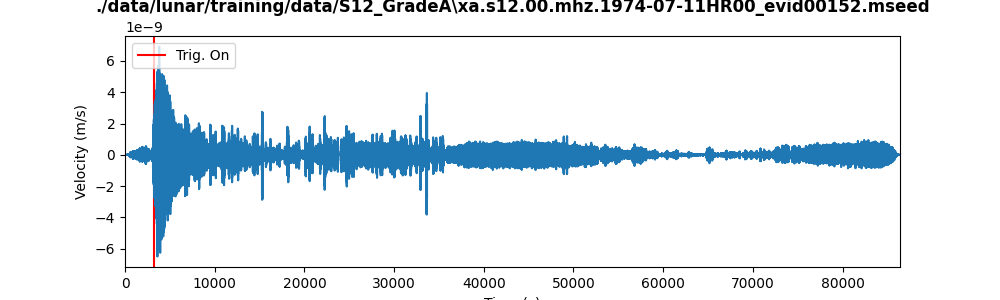 ./data/lunar/training/data/S12_GradeA\xa.s12.00.mhz.1974-07-11HR00_evid00152.mseed
1e−9
Trig. On
6
4
2
0
−2
−4
−6
Velocity (m/s)
0 10000 20000 30000 40000 50000 60000 70000 80000
Time (s)